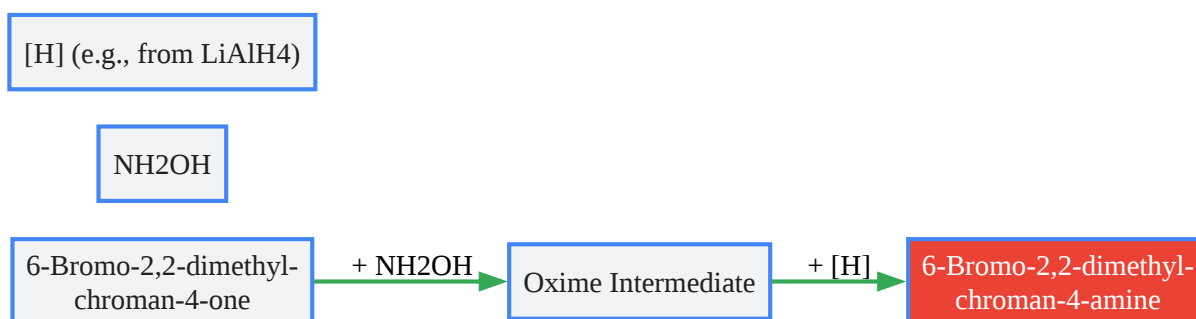 [H] (e.g., from LiAlH4)
NH2OH
6-Bromo-2,2-dimethyl-
chroman-4-one
+ NH2OH
Oxime Intermediate
+ [H]
6-Bromo-2,2-dimethyl-
chroman-4-amine